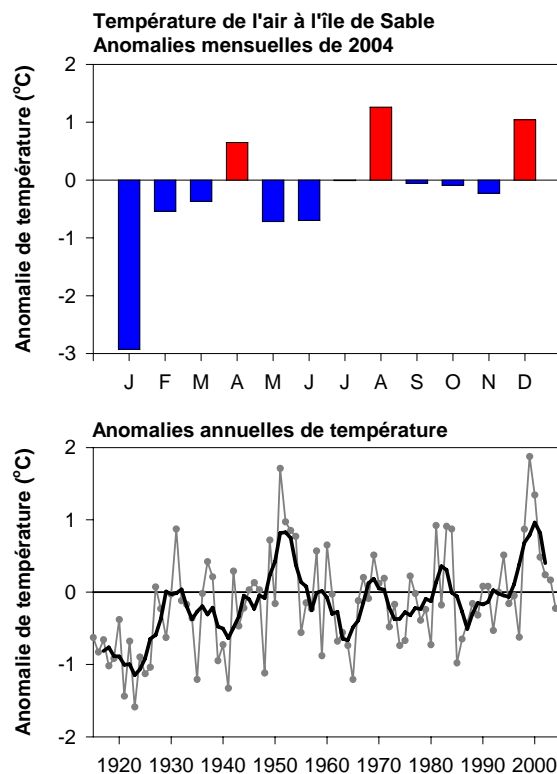 Température de l'air à l'île de Sable
Anomalies mensuelles de 2004
Anomalie de température (°C)
2
1
0
-1
-2
-3
J F M A M J J A S O N D
Anomalies annuelles de température
Anomalie de température (°C)
2
1
0
-1
-2
1920 1930 1940 1950 1960 1970 1980 1990 2000